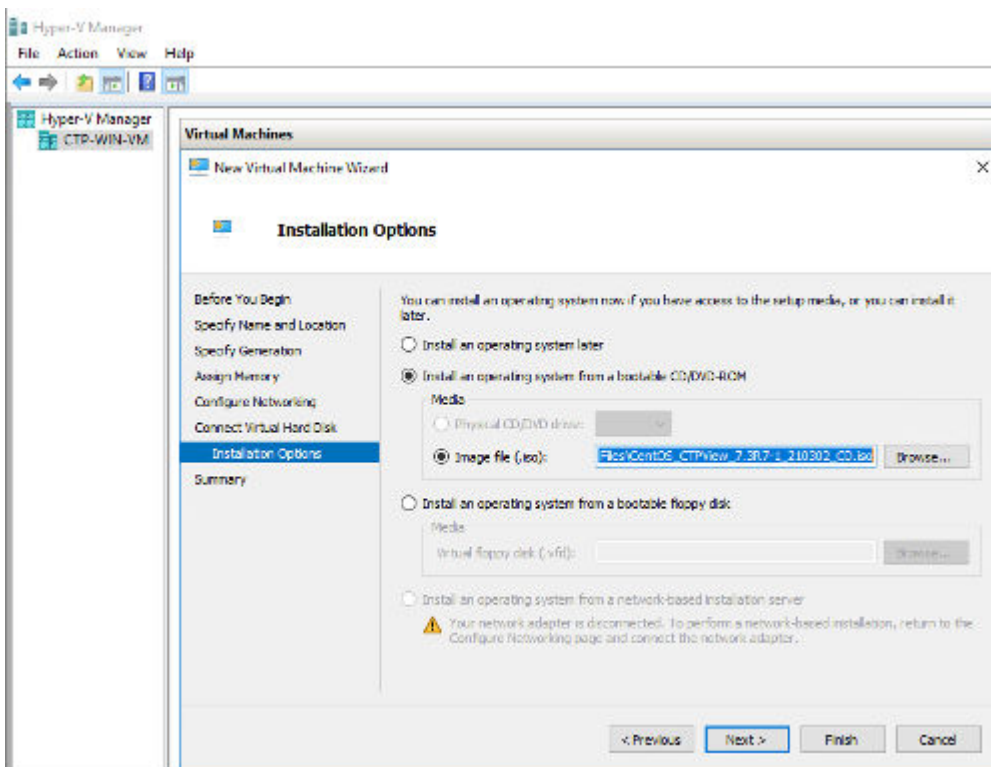 Hyper-V Manager
File Action View Help
Hyper-V Manager
CTP-WIN-VM
Virtual Machines
New Virtual Machine Wizard
Installation Options
Before You Begin
Specify Name and Location
Specify Generation
Assign Memory
Configure Networking
Connect Virtual Hard Disk
Installation Options
Summary
You can install an operating system now if you have access to the setup media, or you can install it
later.
Install an operating system later
Install an operating system from a bootable CD/DVD-ROM
Media
Physical CD/DVD drive:
Image file (.iso): Files\CentOS_CTPView_7.3R7-1_210302_CD.iso Browse...
Install an operating system from a bootable floppy disk
Media
Virtual floppy disk (.vfd): Browse...
Install an operating system from a network-based installation server
Your network adapter is disconnected. To perform a network-based installation, return to the
Configure Networking page and connect the network adapter.
< Previous Next > Finish Cancel